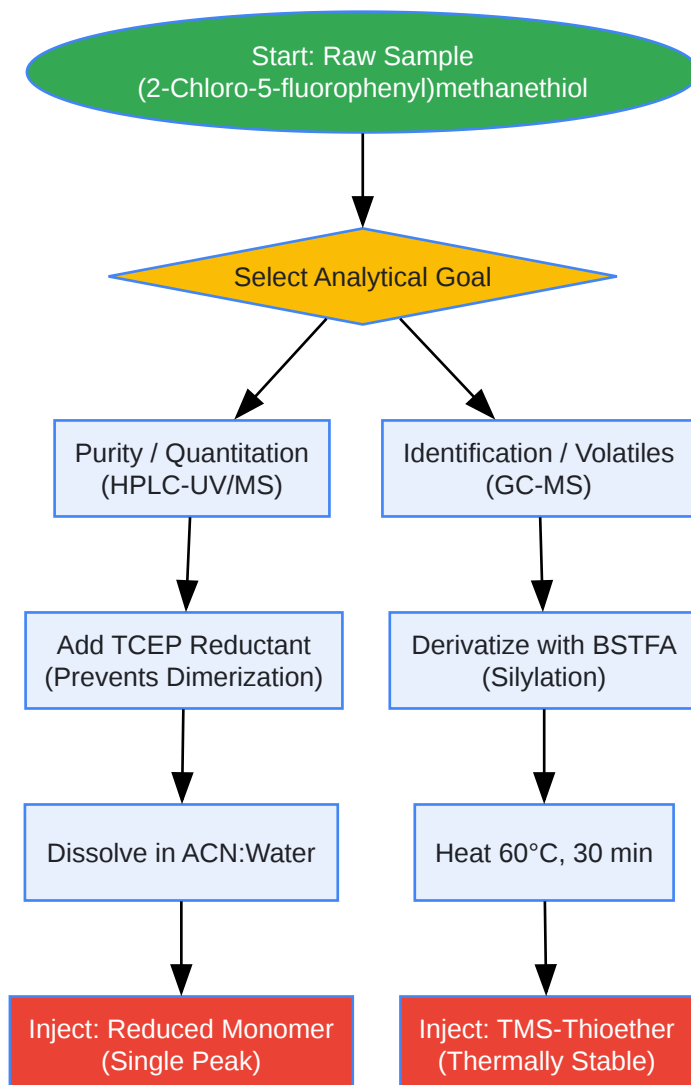 Start: Raw Sample
(2-Chloro-5-fluorophenyl)methanethiol
Select Analytical Goal
Purity / Quantitation
(HPLC-UV/MS)
Identification / Volatiles
(GC-MS)
Add TCEP Reductant
(Prevents Dimerization)
Derivatize with BSTFA
(Silylation)
Dissolve in ACN:Water
Heat 60°C, 30 min
Inject: Reduced Monomer
(Single Peak)
Inject: TMS-Thioether
(Thermally Stable)